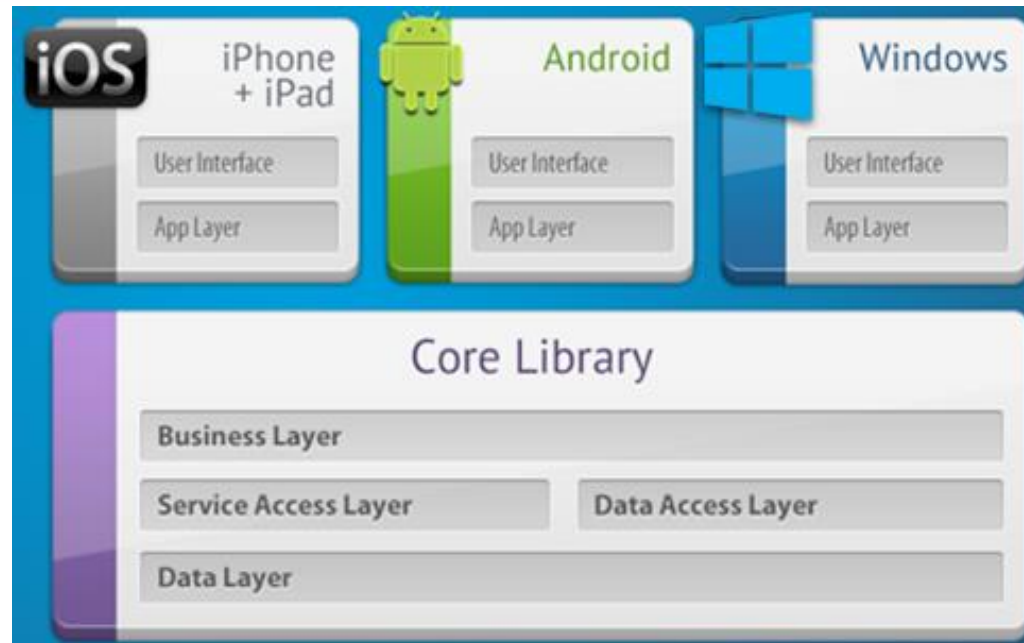 iOS
iPhone
+ iPad
User Interface
App Layer
Android
User Interface
App Layer
Windows
User Interface
App Layer
Core Library
Business Layer
Service Access Layer
Data Access Layer
Data Layer